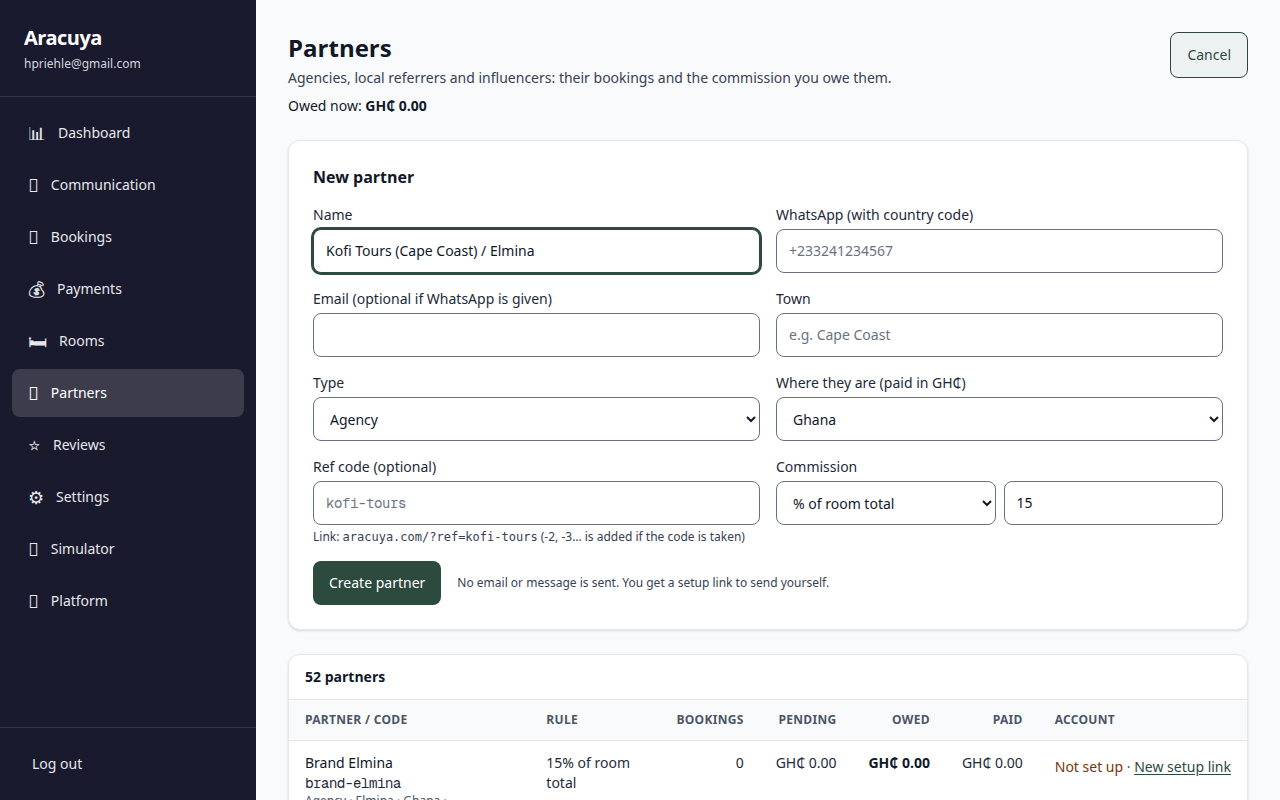 Aracuya
hpriehle@gmail.com
Dashboard
Communication
Bookings
Payments
Rooms
Partners
Reviews
Settings
Simulator
Platform
Log out
Partners
Agencies, local referrers and influencers: their bookings and the commission you owe them.
Owed now: GH₵ 0.00
Cancel
New partner
Name
Kofi Tours (Cape Coast) / Elmina
WhatsApp (with country code)
+233241234567
Email (optional if WhatsApp is given)
Town
e.g. Cape Coast
Type
Agency
Where they are (paid in GH₵)
Ghana
Ref code (optional)
kofi-tours
Link: aracuya.com/?ref=kofi-tours (-2, -3... is added if the code is taken)
Commission
% of room total
15
Create partner
No email or message is sent. You get a setup link to send yourself.
52 partners
PARTNER / CODE RULE BOOKINGS PENDING OWED PAID ACCOUNT
Brand Elmina 15% of room total 0 GH₵ 0.00 GH₵ 0.00 GH₵ 0.00 Not set up · New setup link
brand-elmina
Agency · Elmina · Ghana ·